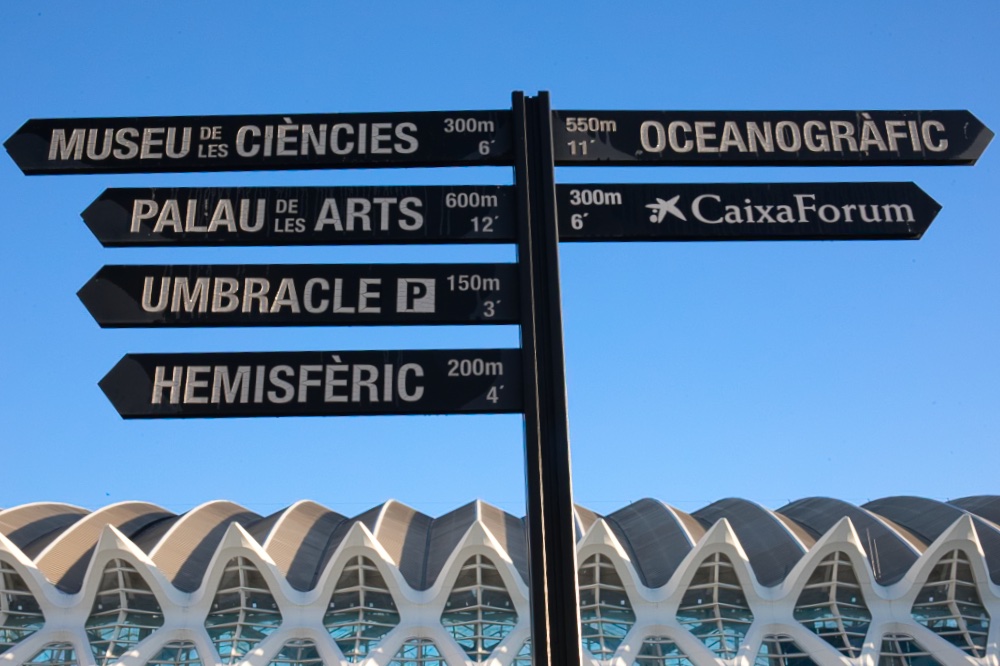 MUSEU DE LES CIÈNCIES 300m 6´
PALAU DE LES ARTS 600m 12´
UMBRACLE P 150m 3´
HEMISFÈRIC 200m 4´
550m 11´ OCEANOGRÀFIC
300m 6´ CaixaForum